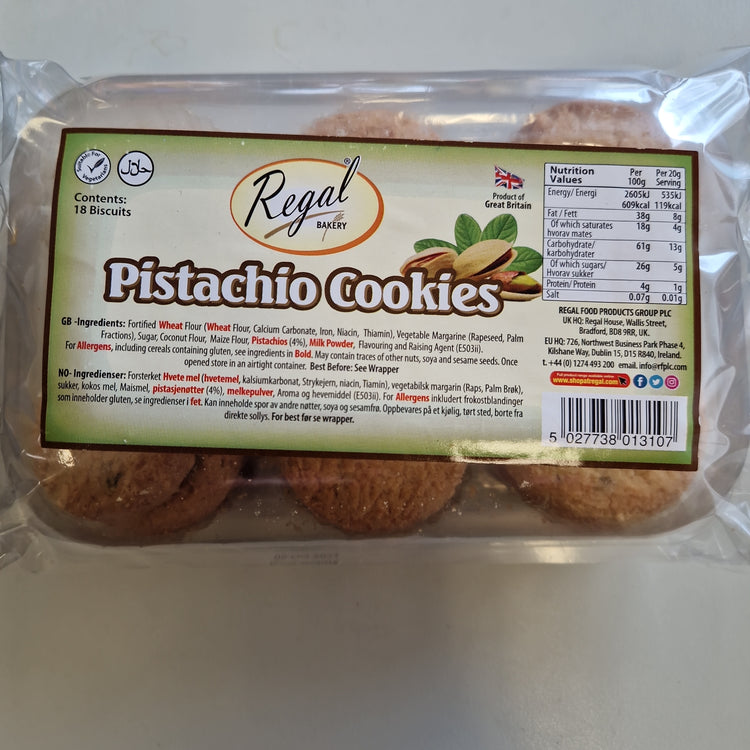 Suitable For Vegetarians
حلال
Contents:
18 Biscuits
Regal®
BAKERY
Product of
Great Britain
Pistachio Cookies
GB -Ingredients: Fortified Wheat Flour (Wheat Flour, Calcium Carbonate, Iron, Niacin, Thiamin), Vegetable Margarine (Rapeseed, Palm
Fractions), Sugar, Coconut Flour, Maize Flour, Pistachios (4%), Milk Powder, Flavouring and Raising Agent (E503ii).
For Allergens, including cereals containing gluten, see ingredients in Bold. May contain traces of other nuts, soya and sesame seeds. Once
opened store in an airtight container. Best Before: See Wrapper
NO- Ingredienser: Forsterket Hvete mel (hvetemel, kalsiumkarbonat, Strykejern, niacin, Tiamin), vegetabilsk margarin (Raps, Palm Brøk),
sukker, kokos mel, Maismel, pistasjenøtter (4%), melkepulver, Aroma og hevemiddel (E503ii). For Allergens inkludert frokostblandinger
som inneholder gluten, se ingredienser i fet. Kan inneholde spor av andre nøtter, soya og sesamfrø. Oppbevares på et kjølig, tørt sted, borte fra
direkte sollys. For best før se wrapper.
Nutrition Values Per 100g Per 20g Serving
Energy/ Energi 2605kJ 535kJ
609kcal 119kcal
Fat / Fett 38g 8g
Of which saturates 18g 4g
hvorav mates
Carbohydrate/ 61g 13g
karbohydrater
Of which sugars/ 26g 5g
Hvorav sukker
Protein/ Protein 4g 1g
Salt 0.07g 0.01g
REGAL FOOD PRODUCTS GROUP PLC
UK HQ: Regal House, Wallis Street,
Bradford, BD8 9RR, UK.
EU HQ: 726, Northwest Business Park Phase 4,
Kilshane Way, Dublin 15, D15 R840, Ireland.
t. +44 (0) 1274 493 200 email. info@rfplc.com
Full product range available online
www.shopatregal.com
5 027738 013107